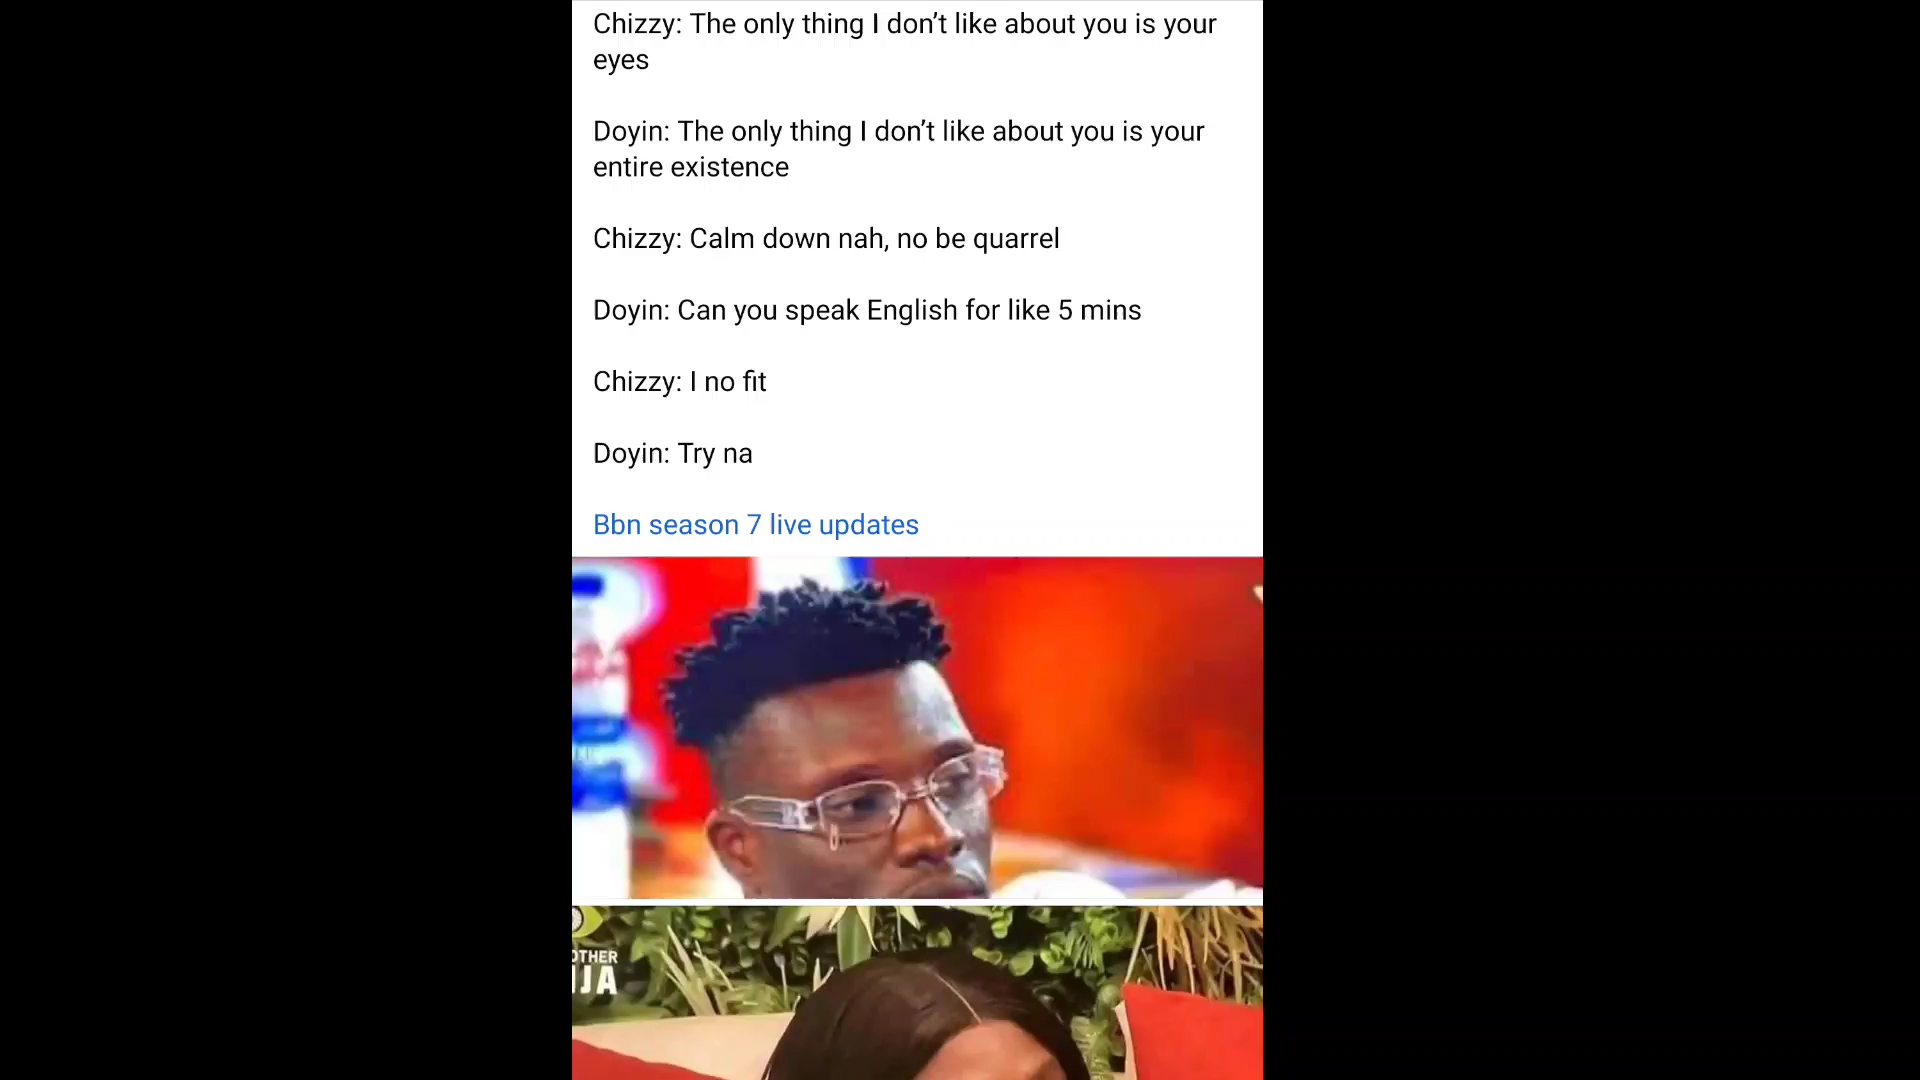 Chizzy: The only thing I don’t like about you is your
eyes
Doyin: The only thing I don’t like about you is your
entire existence
Chizzy: Calm down nah, no be quarrel
Doyin: Can you speak English for like 5 mins
Chizzy: I no fit
Doyin: Try na
Bbn season 7 live updates
OTHER
IJA